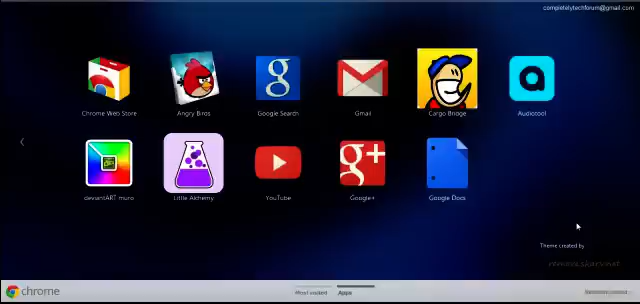 completelytechforum@gmail.com
Chrome Web Store
Angry Birds
Google Search
Gmail
Cargo Bridge
Audiotool
deviantART muro
Little Alchemy
YouTube
Google+
Google Docs
Theme created by
chrome
Most visited
Apps